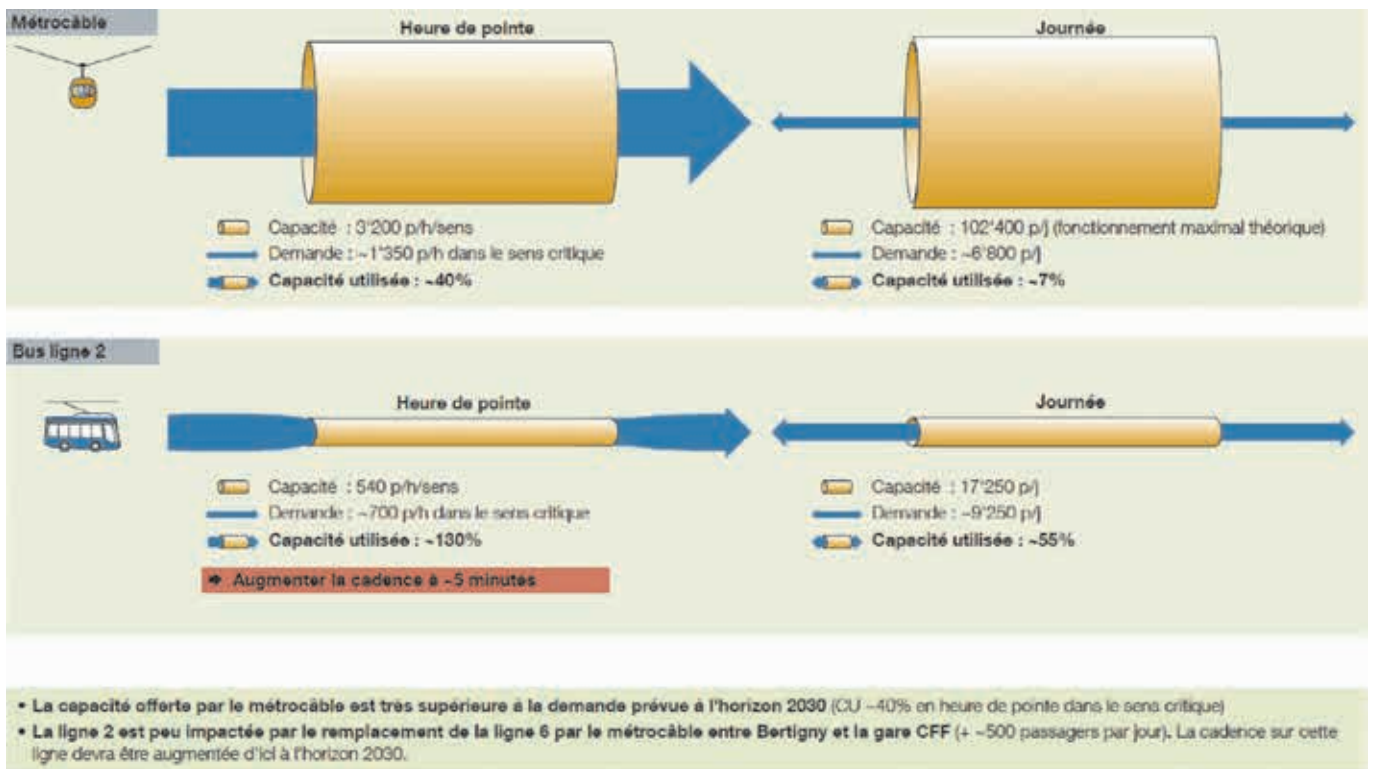 Métrocâble
Heure de pointe
Journée
Capacité : 3'200 p/h/sens
Demande : ~1'350 p/h dans le sens critique
Capacité utilisée : ~40%
Capacité : 102'400 p/j (fonctionnement maximal théorique)
Demande : ~6'800 p/j
Capacité utilisée : ~7%
Bus ligne 2
Heure de pointe
Journée
Capacité : 540 p/h/sens
Demande : ~700 p/h dans le sens critique
Capacité utilisée : ~130%
➔ Augmenter la cadence à ~5 minutes
Capacité : 17'250 p/j
Demande : ~9'250 p/j
Capacité utilisée : ~55%
• La capacité offerte par le métrocâble est très supérieure à la demande prévue à l'horizon 2030 (CU ~40% en heure de pointe dans le sens critique)
• La ligne 2 est peu impactée par le remplacement de la ligne 6 par le métrocâble entre Bertigny et la gare CFF (+ ~500 passagers par jour). La cadence sur cette
ligne devra être augmentée d'ici à l'horizon 2030.